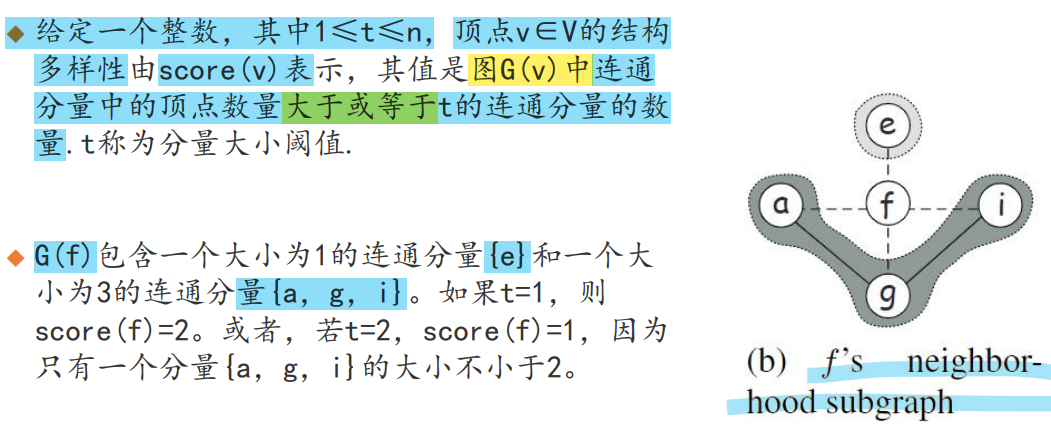 ◆ 给定一个整数，其中1≤t≤n，顶点v∈V的结构
多样性由score(v)表示，其值是图G(v)中连通
分量中的顶点数量大于或等于t的连通分量的数
量.t称为分量大小阈值.
◆ G(f)包含一个大小为1的连通分量{e}和一个大
小为3的连通分量{a, g, i}。如果t=1，则
score(f)=2。或者，若t=2，score(f)=1，因为
只有一个分量{a, g, i}的大小不小于2。
e
a f i
g
(b) f's neighbor-
hood subgraph